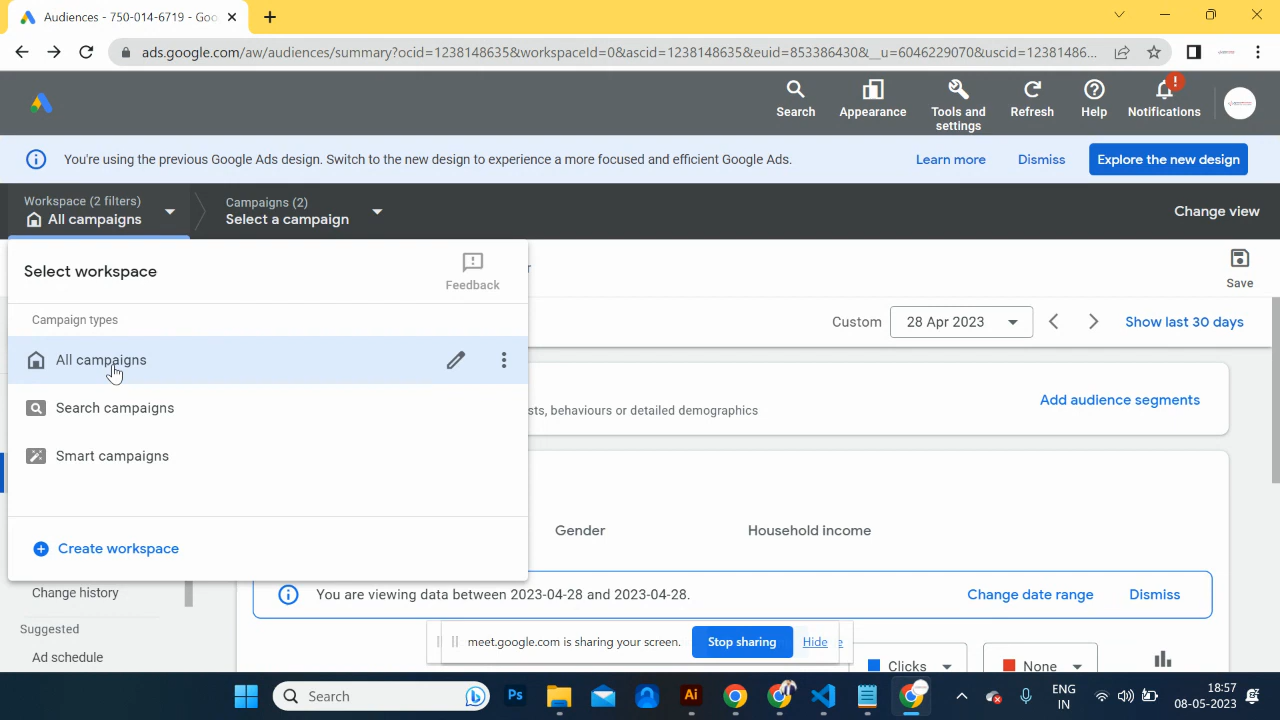 Audiences - 750-014-6719 - Goo
ads.google.com/aw/audiences/summary?ocid=1238148635&workspaceId=0&ascid=1238148635&euid=853386430&__u=6046229070&uscid=12381486...
Search
Appearance
Tools and settings
Refresh
Help
Notifications
You're using the previous Google Ads design. Switch to the new design to experience a more focused and efficient Google Ads.
Learn more
Dismiss
Explore the new design
Workspace (2 filters)
All campaigns
Campaigns (2)
Select a campaign
Change view
Select workspace
Feedback
Save
Campaign types
Custom
28 Apr 2023
Show last 30 days
All campaigns
Search campaigns
Smart campaigns
Create workspace
sts, behaviours or detailed demographics
Add audience segments
Gender
Household income
Change history
Suggested
Ad schedule
You are viewing data between 2023-04-28 and 2023-04-28.
Change date range
Dismiss
meet.google.com is sharing your screen.
Stop sharing
Hide
Clicks
None
Search
ENG
IN
18:57
08-05-2023